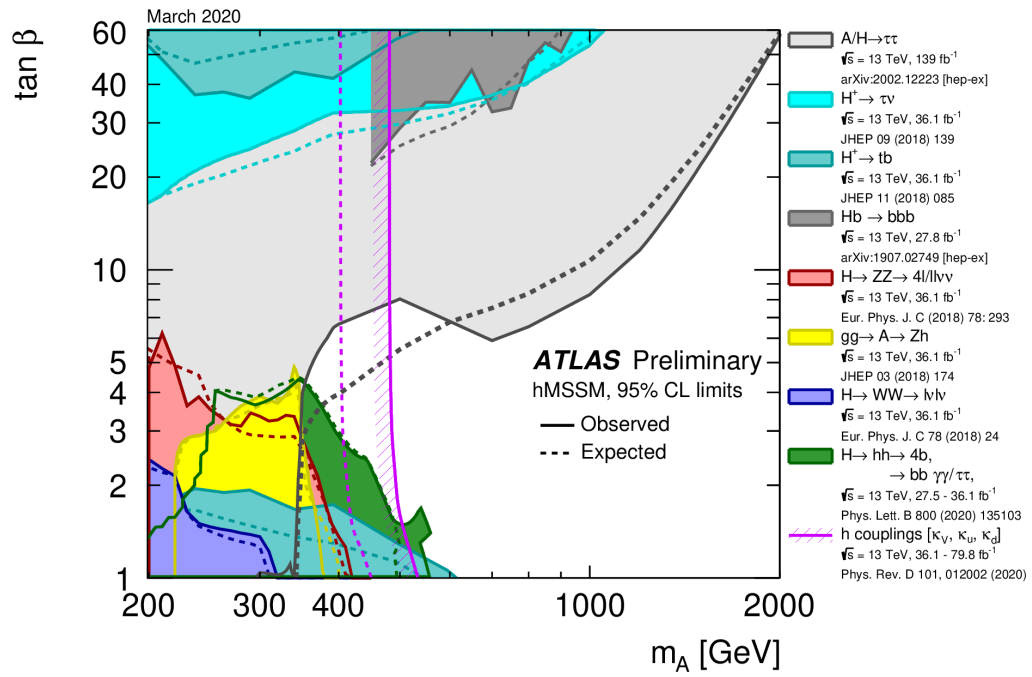 March 2020
tan β
60
40
30
20
10
5
4
3
2
1
200
300
400
1000
2000
m_A [GeV]
ATLAS Preliminary
hMSSM, 95% CL limits
Observed
Expected
A/H→ττ
√s = 13 TeV, 139 fb⁻¹
arXiv:2002.12223 [hep-ex]
H⁺→ τν
√s = 13 TeV, 36.1 fb⁻¹
JHEP 09 (2018) 139
H⁺→ tb
√s = 13 TeV, 36.1 fb⁻¹
JHEP 11 (2018) 085
Hb → bbb
√s = 13 TeV, 27.8 fb⁻¹
arXiv:1907.02749 [hep-ex]
H→ ZZ→ 4l/llνν
√s = 13 TeV, 36.1 fb⁻¹
Eur. Phys. J. C (2018) 78: 293
gg→ A→ Zh
√s = 13 TeV, 36.1 fb⁻¹
JHEP 03 (2018) 174
H→ WW→ lνlν
√s = 13 TeV, 36.1 fb⁻¹
Eur. Phys. J. C 78 (2018) 24
H→ hh→ 4b,
→ bb γγ/ττ,
√s = 13 TeV, 27.5 - 36.1 fb⁻¹
Phys. Lett. B 800 (2020) 135103
h couplings [κ_V, κ_u, κ_d]
√s = 13 TeV, 36.1 - 79.8 fb⁻¹
Phys. Rev. D 101, 012002 (2020)